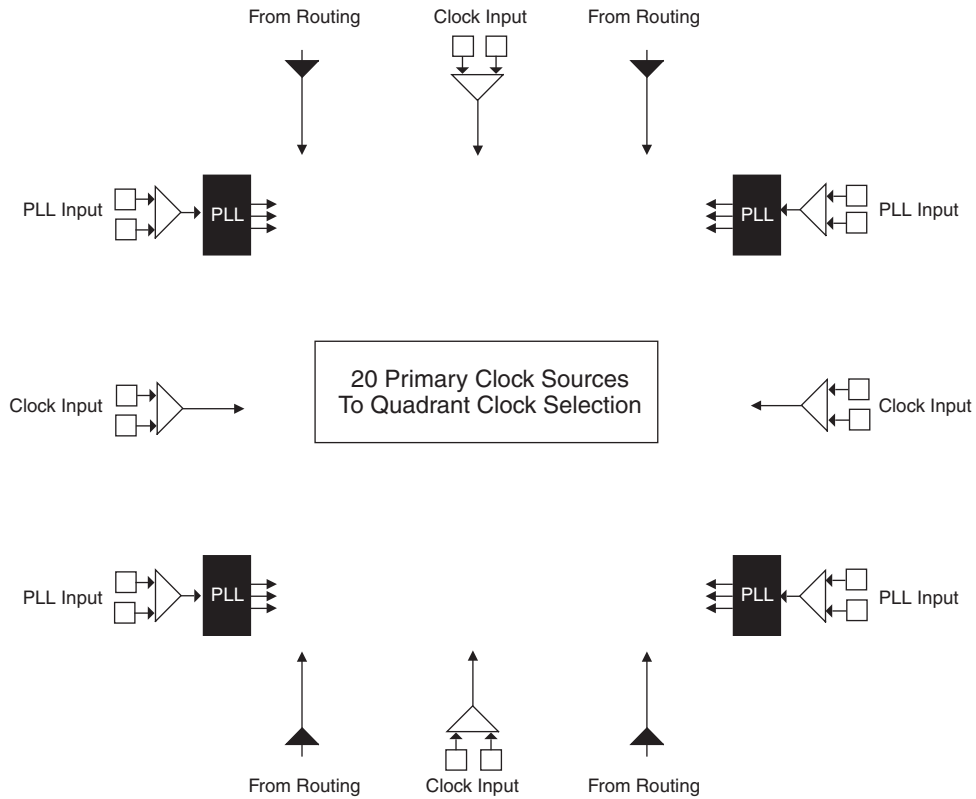 From Routing
Clock Input
From Routing
PLL Input
PLL
PLL
PLL Input
Clock Input
20 Primary Clock Sources
To Quadrant Clock Selection
Clock Input
PLL Input
PLL
PLL
PLL Input
From Routing
Clock Input
From Routing